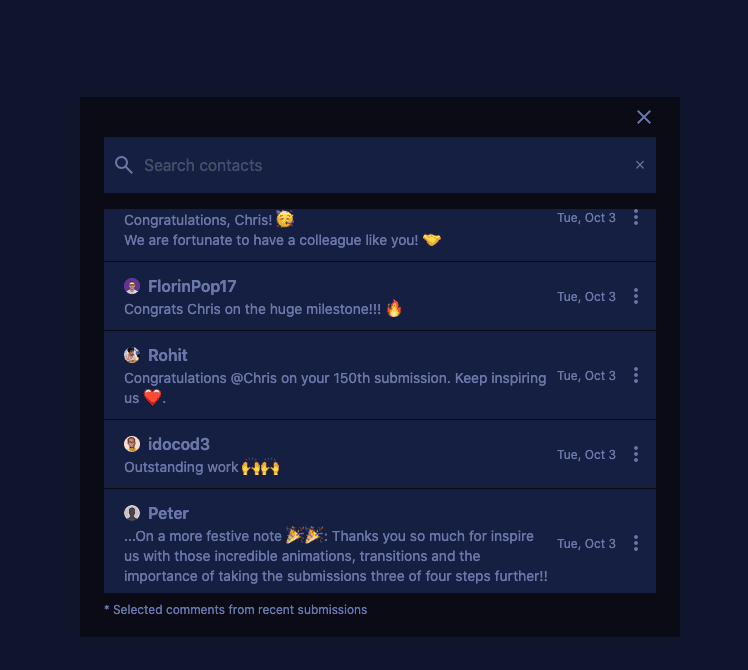 Search contacts
Congratulations, Chris! 🥳
Tue, Oct 3
We are fortunate to have a colleague like you! 🤝
FlorinPop17
Congrats Chris on the huge milestone!!! 🔥
Tue, Oct 3
Rohit
Congratulations @Chris on your 150th submission. Keep inspiring
us ❤️.
Tue, Oct 3
idocod3
Outstanding work 🙌🙌
Tue, Oct 3
Peter
...On a more festive note 🎉🎉: Thanks you so much for inspire
us with those incredible animations, transitions and the
importance of taking the submissions three of four steps further!!
Tue, Oct 3
* Selected comments from recent submissions